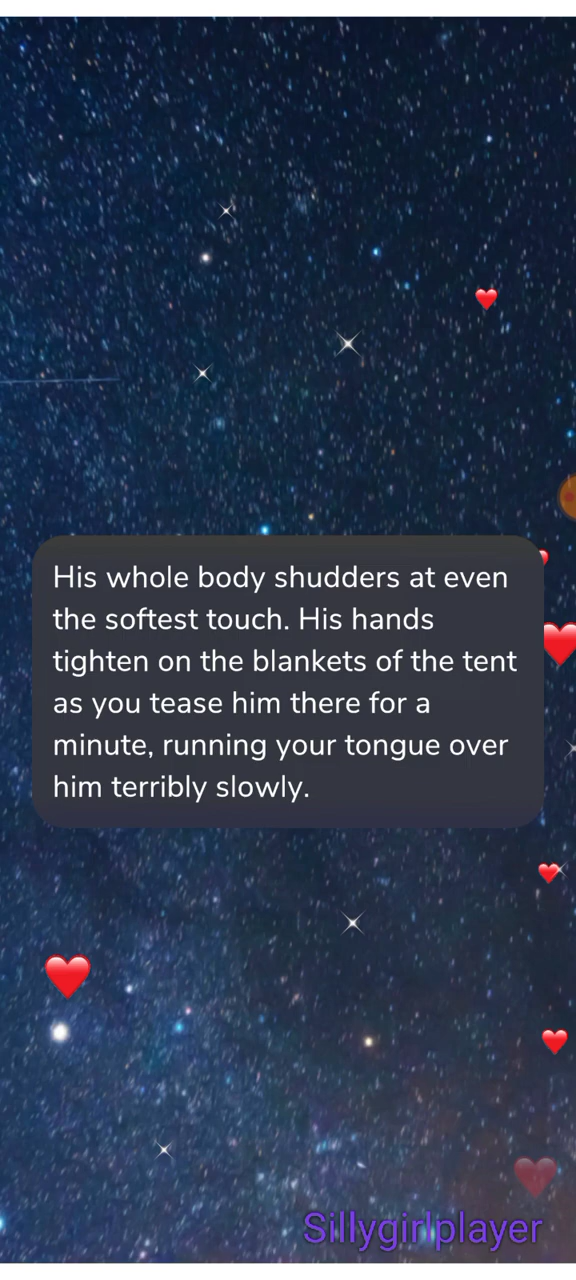 His whole body shudders at even
the softest touch. His hands
tighten on the blankets of the tent
as you tease him there for a
minute, running your tongue over
him terribly slowly.
Sillygirlplayer